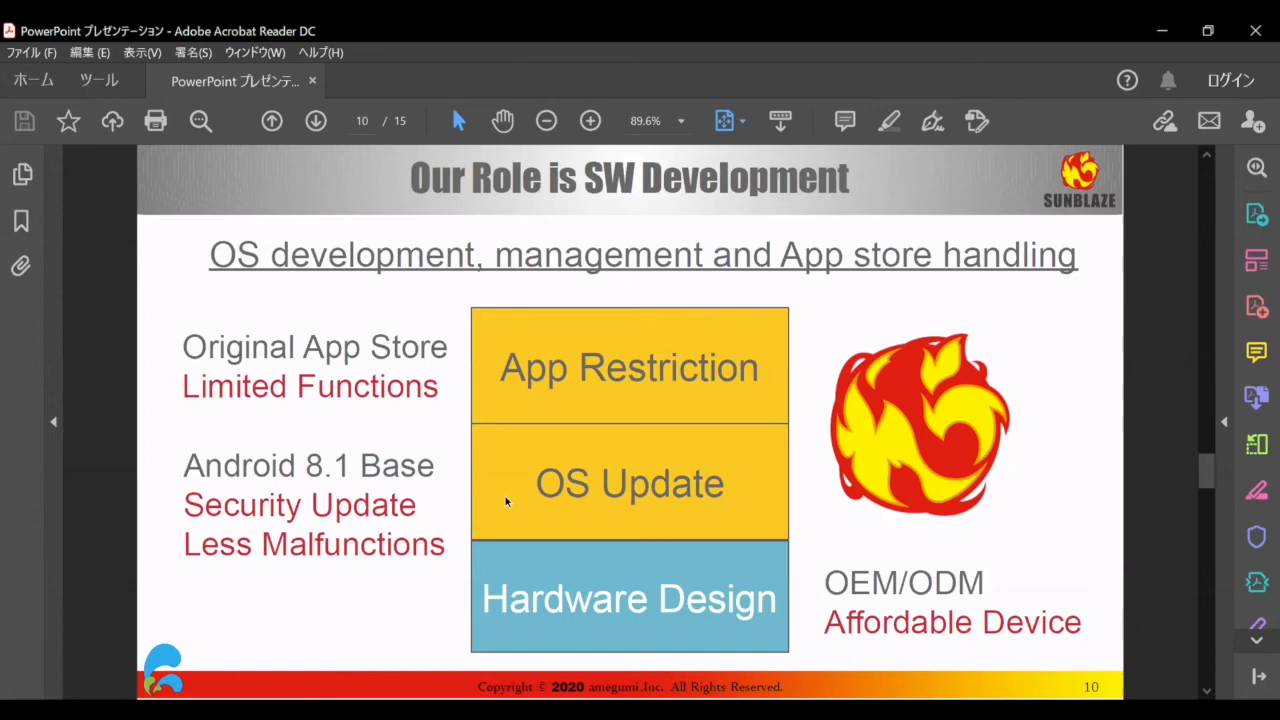 PowerPoint プレゼンテーション - Adobe Acrobat Reader DC
ファイル (F) 編集 (E) 表示(V) 署名(S) ウィンドウ(W) ヘルプ(H)
ホーム ツール PowerPoint プレゼンテ... × ログイン
10 / 15 89.6%
Our Role is SW Development
SUNBLAZE
OS development, management and App store handling
Original App Store
Limited Functions
App Restriction
Android 8.1 Base
Security Update
Less Malfunctions
OS Update
Hardware Design
OEM/ODM
Affordable Device
Copyright © 2020 amegumi,Inc. All Rights Reserved.
10